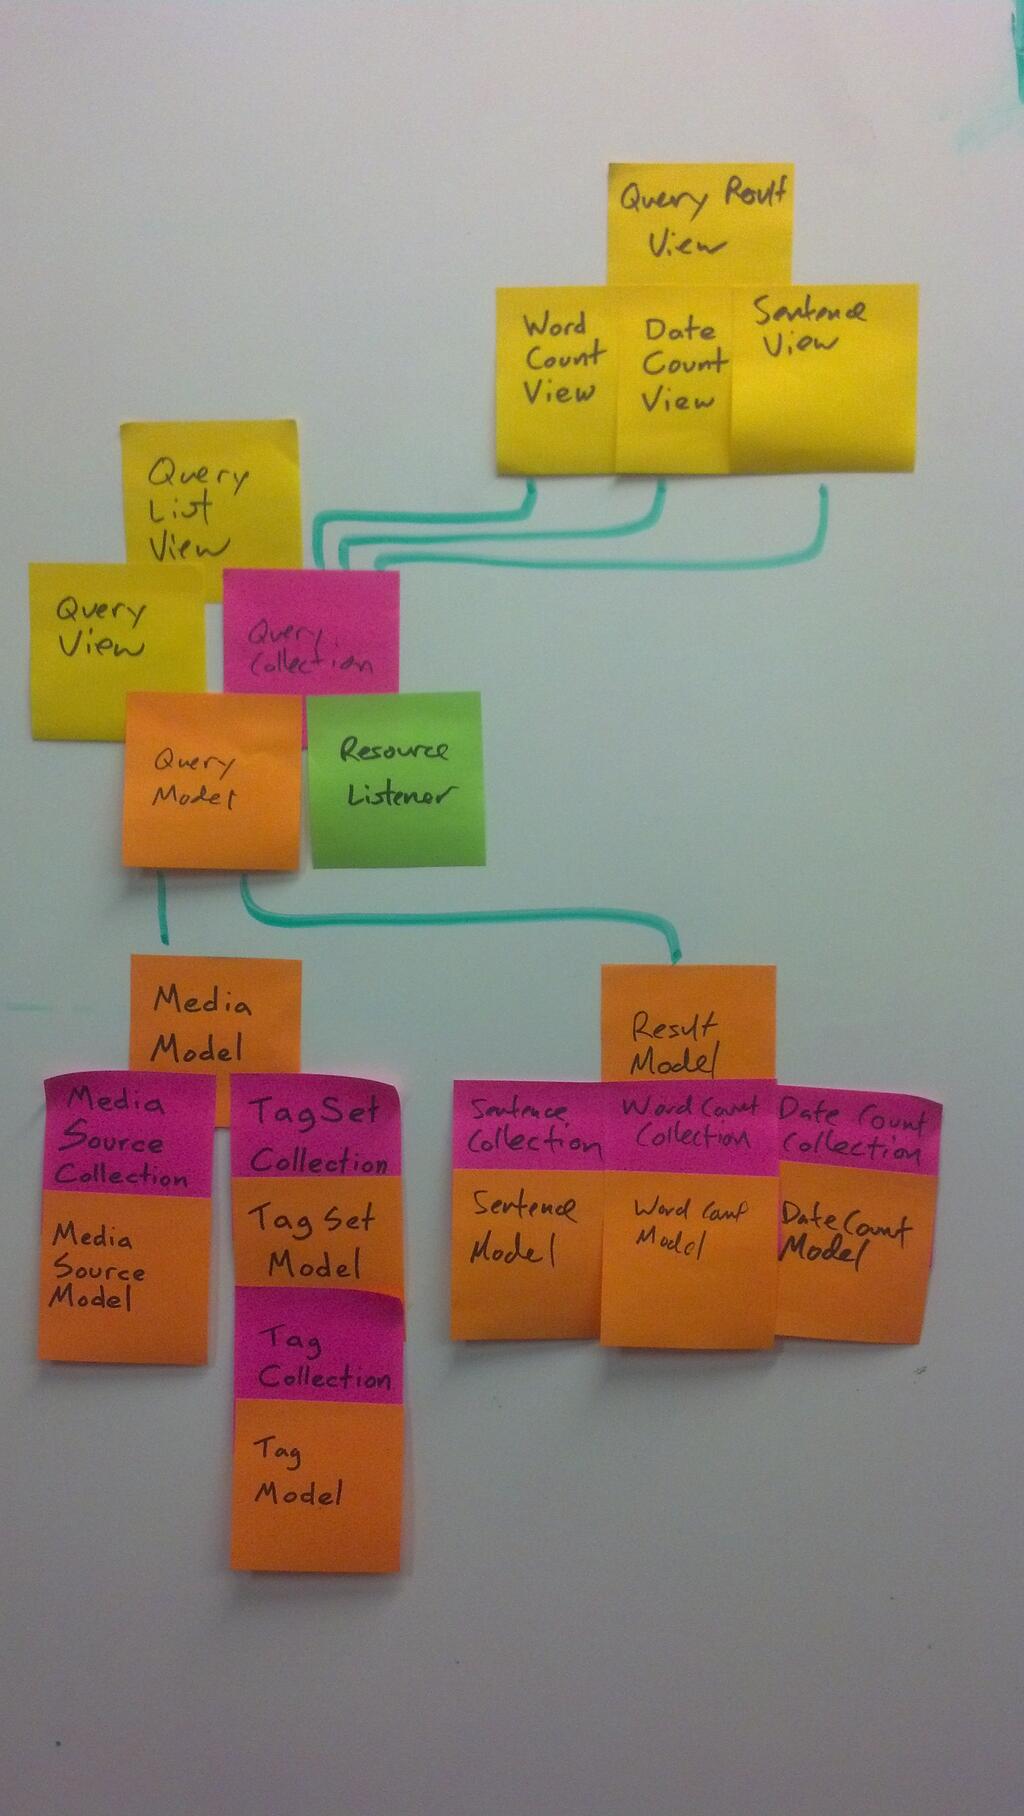 Query Result
View
Word
Count
View
Date
Count
View
Sentence
View
Query
List
View
Query
View
Query
Collection
Query
Model
Resource
Listener
Media
Model
Media
Source
Collection
Media
Source
Model
TagSet
Collection
Tag Set
Model
Tag
Collection
Tag
Model
Result
Model
Sentence
Collection
Word Count
Collection
Date Count
Collection
Sentence
Model
Word Count
Model
Date Count
Model